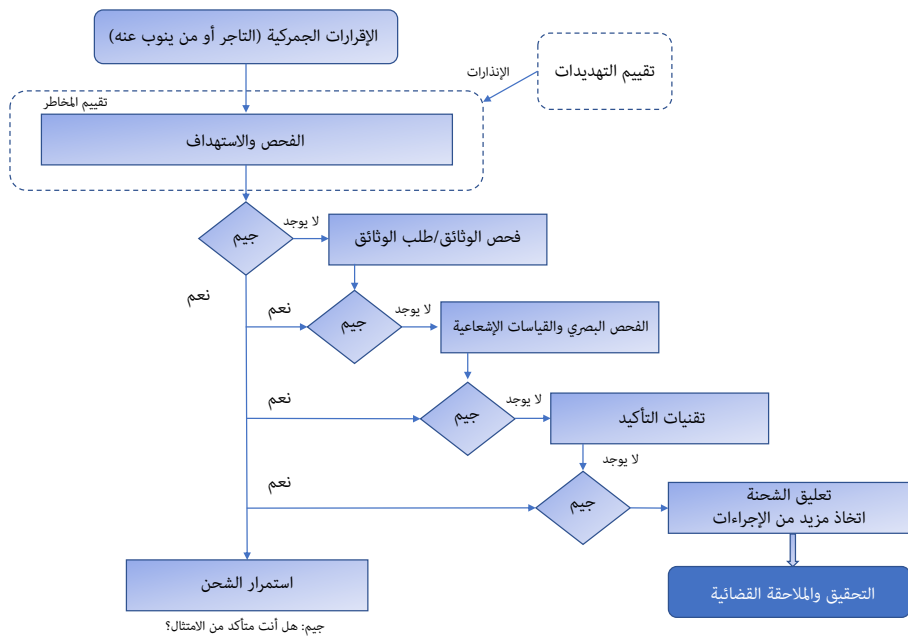 الإقرارات الجمركية (التاجر أو من ينوب عنه)
تقييم التهديدات
الإنذارات
تقييم المخاطر
الفحص والاستهداف
جيم
لا يوجد
فحص الوثائق/طلب الوثائق
نعم
نعم
جيم
لا يوجد
الفحص البصري والقياسات الإشعاعية
نعم
جيم
لا يوجد
تقنيات التأكيد
لا يوجد
نعم
جيم
تعليق الشحنة
اتخاذ مزيد من الإجراءات
استمرار الشحن
التحقيق والملاحقة القضائية
جيم: هل أنت متأكد من الامتثال؟